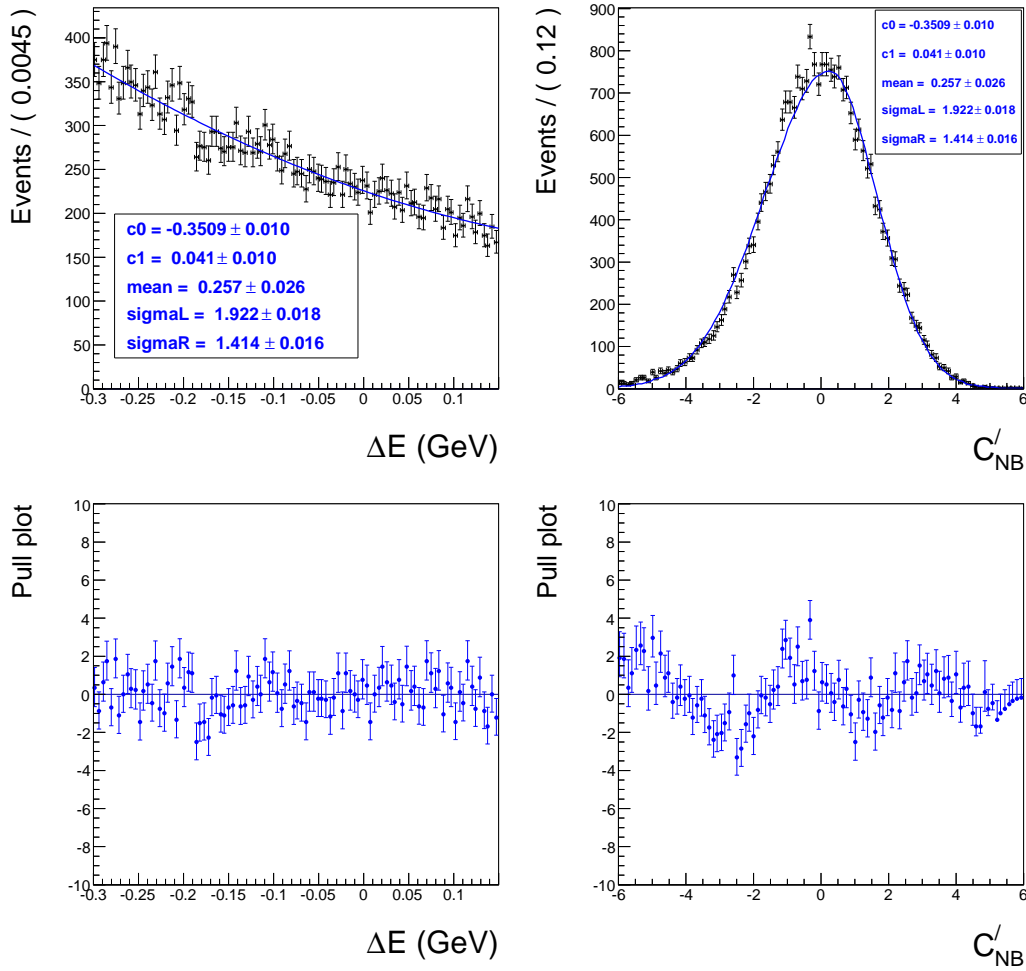 Events / ( 0.0045)
400
350
300
250
200
150
100
50
0
c0 = -0.3509 ± 0.010
c1 = 0.041 ± 0.010
mean = 0.257 ± 0.026
sigmaL = 1.922 ± 0.018
sigmaR = 1.414 ± 0.016
-0.3 -0.25 -0.2 -0.15 -0.1 -0.05 0 0.05 0.1
ΔE (GeV)
Events / ( 0.12)
900
800
700
600
500
400
300
200
100
0
c0 = -0.3509 ± 0.010
c1 = 0.041 ± 0.010
mean = 0.257 ± 0.026
sigmaL = 1.922 ± 0.018
sigmaR = 1.414 ± 0.016
-6 -4 -2 0 2 4 6
C′NB
Pull plot
10
8
6
4
2
0
-2
-4
-6
-8
-10
-0.3 -0.25 -0.2 -0.15 -0.1 -0.05 0 0.05 0.1
ΔE (GeV)
Pull plot
10
8
6
4
2
0
-2
-4
-6
-8
-10
-6 -4 -2 0 2 4 6
C′NB